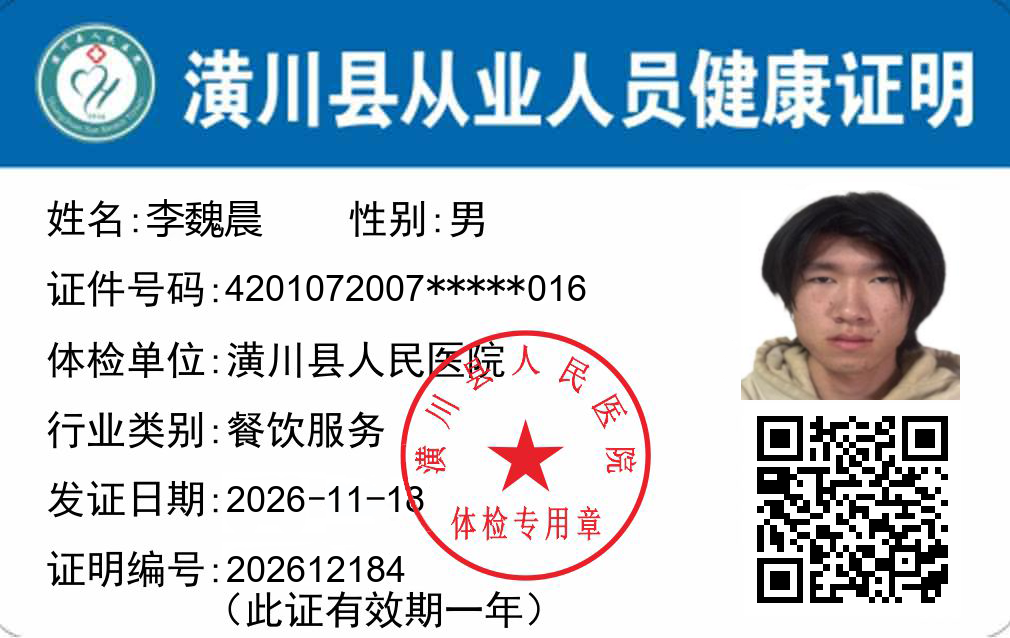 潢川县从业人员健康证明
姓名:李魏晨 性别:男
证件号码:4201072007*****016
体检单位:潢川县人民医院
行业类别:餐饮服务
发证日期:2026-11-18
证明编号:202612184
（此证有效期一年）
潢川县人民医院
体检专用章